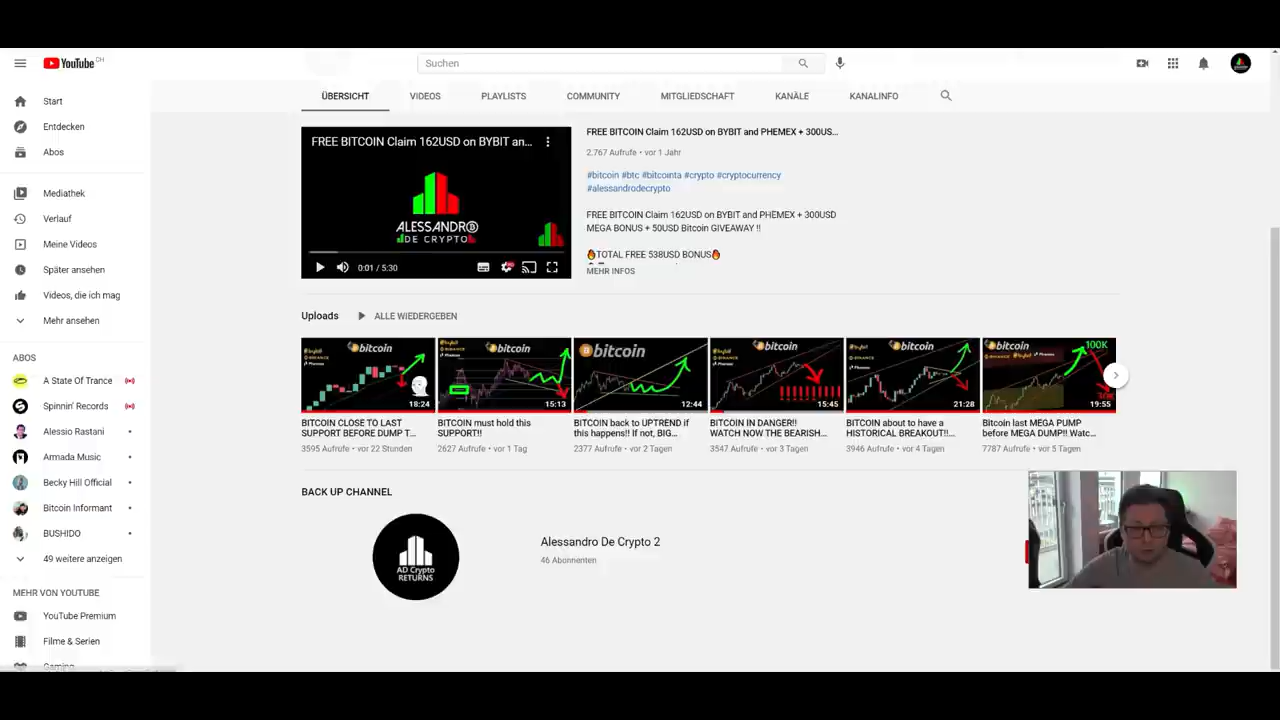 YouTube CH
Suchen
Start
Entdecken
Abos
Mediathek
Verlauf
Meine Videos
Später ansehen
Videos, die ich mag
Mehr ansehen
ABOS
A State Of Trance
Spinnin' Records
Alessio Rastani
Armada Music
Becky Hill Official
Bitcoin Informant
BUSHIDO
49 weitere anzeigen
MEHR VON YOUTUBE
YouTube Premium
Filme & Serien
Gaming
ÜBERSICHT VIDEOS PLAYLISTS COMMUNITY MITGLIEDSCHAFT KANÄLE KANALINFO
FREE BITCOIN Claim 162USD on BYBIT an...
ALESSANDRO
DE CRYPTO
0:01 / 5:30
FREE BITCOIN Claim 162USD on BYBIT and PHEMEX + 300US...
2.767 Aufrufe • vor 1 Jahr
#bitcoin #btc #bitcointa #crypto #cryptocurrency
#alessandrodecrypto
FREE BITCOIN Claim 162USD on BYBIT and PHEMEX + 300USD
MEGA BONUS + 50USD Bitcoin GIVEAWAY !!
🔥TOTAL FREE 538USD BONUS🔥
MEHR INFOS
Uploads ALLE WIEDERGEBEN
bitcoin
18:24
BITCOIN CLOSE TO LAST
SUPPORT BEFORE DUMP T...
3595 Aufrufe • vor 22 Stunden
bitcoin
15:13
BITCOIN must hold this
SUPPORT!!
2627 Aufrufe • vor 1 Tag
bitcoin
12:44
BITCOIN back to UPTREND if
this happens!! If not, BIG...
2377 Aufrufe • vor 2 Tagen
bitcoin
15:45
BITCOIN IN DANGER!!
WATCH NOW THE BEARISH...
3547 Aufrufe • vor 3 Tagen
bitcoin
21:28
BITCOIN about to have a
HISTORICAL BREAKOUT!!...
3946 Aufrufe • vor 4 Tagen
bitcoin
100K
19:55
Bitcoin last MEGA PUMP
before MEGA DUMP!! Watc...
7787 Aufrufe • vor 5 Tagen
BACK UP CHANNEL
AD Crypto
RETURNS
Alessandro De Crypto 2
46 Abonnenten